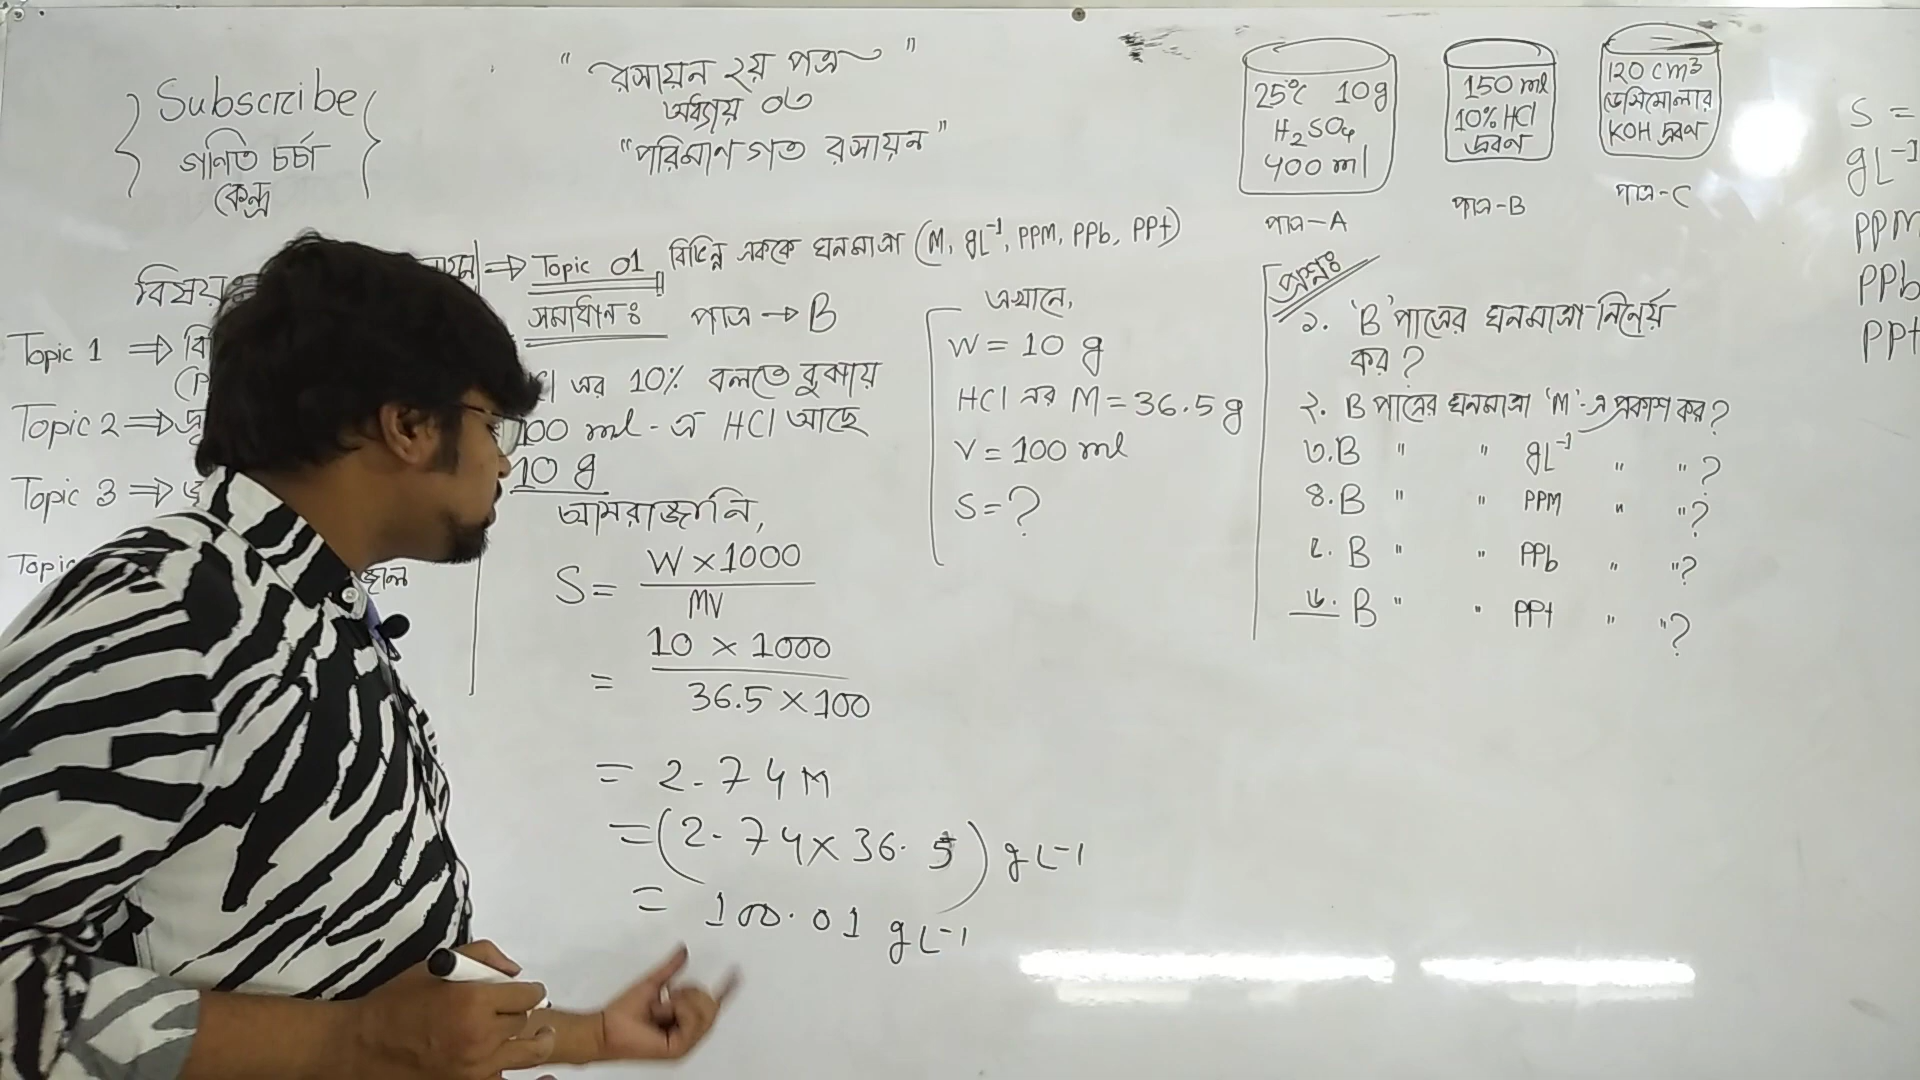 Subscribe
গণিত চর্চা
কেন্দ্র
"রসায়ন ২য় পত্র"
অধ্যায় ০৩
"পরিমাণগত রসায়ন"
25°C 10g
H₂SO₄
400 ml
পাত্র-A
150 ml
10% HCl
দ্রবণ
পাত্র-B
120 cm³
ডেসিমোলার
KOH দ্রবণ
পাত্র-C
S =
gL⁻¹
PPM
PPb
PPt
বিষয়ঃ
Topic 1 ⇒ বি
Topic 2 ⇒
Topic 3 ⇒
Topic
⇒ Topic 01 বিভিন্ন এককে ঘনমাত্রা (M, gL⁻¹, PPM, PPb, PPt)
সমাধানঃ পাত্র → B
এর 10% বলতে বুঝায়
100 ml-এ HCl আছে
10 g
আমরা জানি,
S = W × 1000 / MV
= 10 × 1000 / 36.5 × 100
= 2.74 M
= (2.74 × 36.5) gL⁻¹
= 100.01 gL⁻¹
এখানে,
W = 10 g
HCl এর M = 36.5 g
V = 100 ml
S = ?
প্রশ্নঃ
১. 'B' পাত্রের ঘনমাত্রা নির্নয়
কর?
২. B পাত্রের ঘনমাত্রা 'M'-এ প্রকাশ কর?
৩. B " " gL⁻¹ " "?
৪. B " " PPM " "?
৫. B " " PPb " "?
৬. B " " PPt " "?